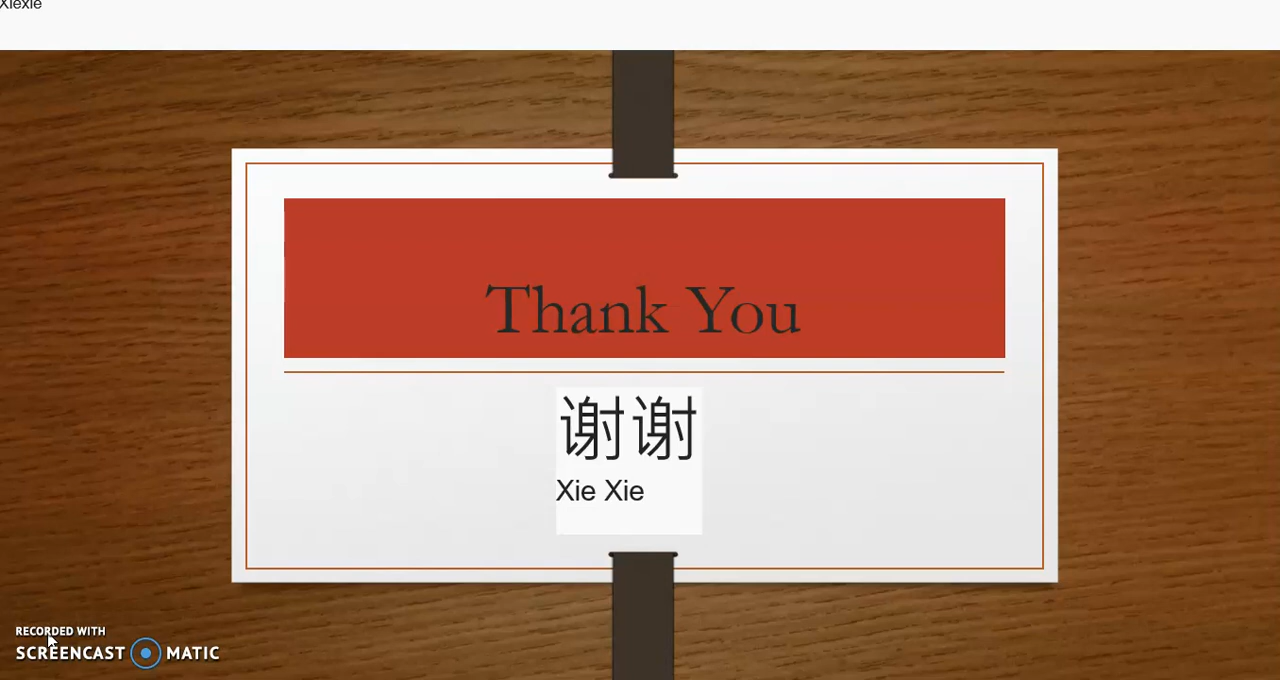 Xiexie
Thank You
谢谢
Xie Xie
RECORDED WITH
SCREENCAST MATIC